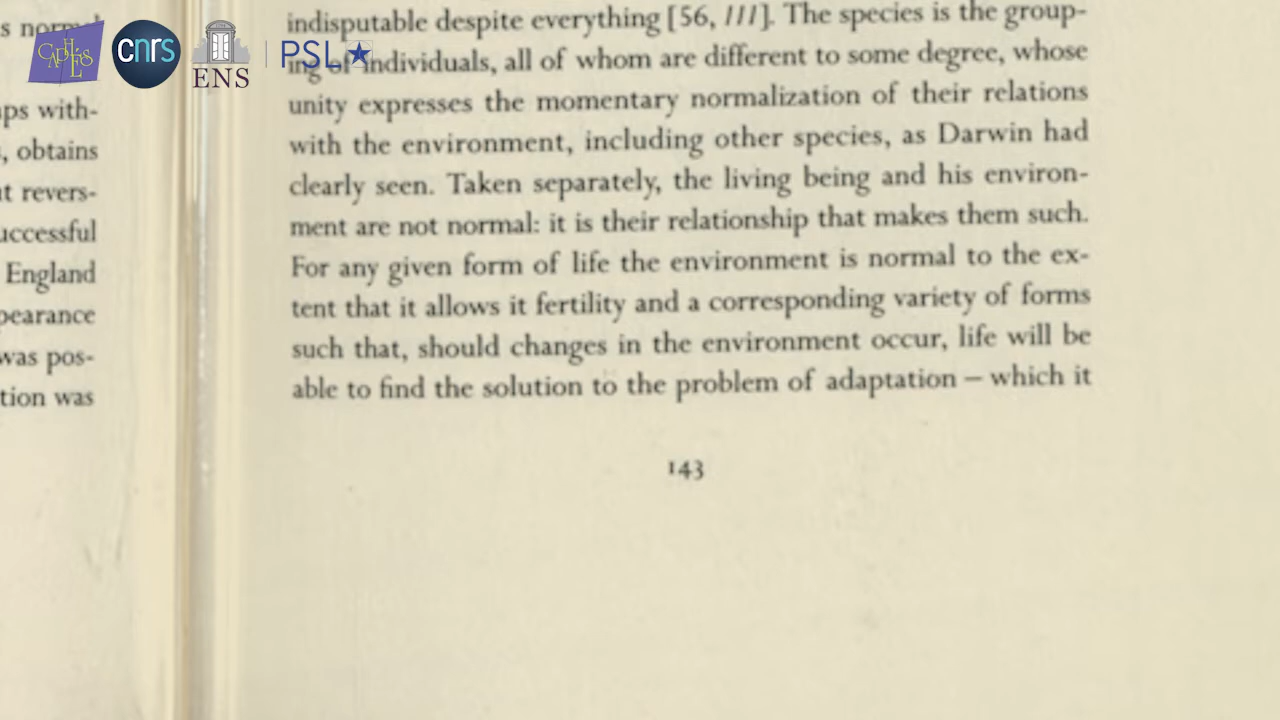 s normal
ps with-
, obtains
t revers-
uccessful
England
pearance
was pos-
tion was
CAPHÉS
cnrs
ENS
PSL
indisputable despite everything [56, III]. The species is the group-
ing of individuals, all of whom are different to some degree, whose
unity expresses the momentary normalization of their relations
with the environment, including other species, as Darwin had
clearly seen. Taken separately, the living being and his environ-
ment are not normal: it is their relationship that makes them such.
For any given form of life the environment is normal to the ex-
tent that it allows it fertility and a corresponding variety of forms
such that, should changes in the environment occur, life will be
able to find the solution to the problem of adaptation – which it
143